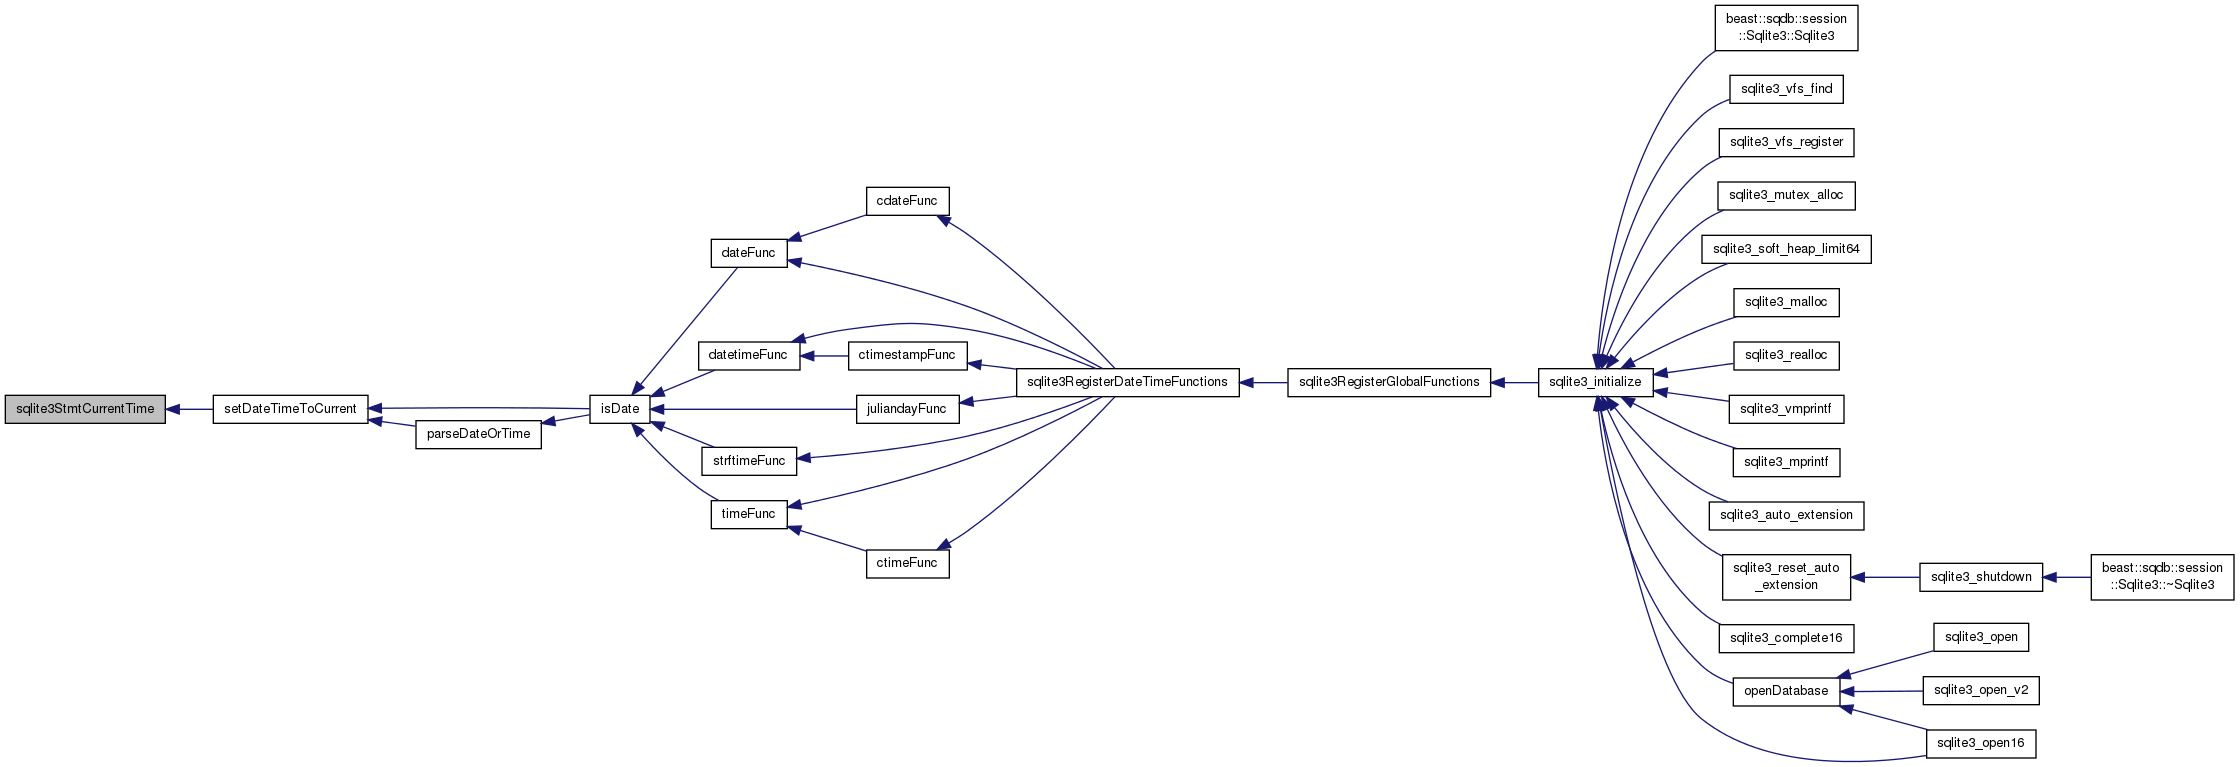 sqlite3StmtCurrentTime
setDateTimeToCurrent
parseDateOrTime
isDate
dateFunc
datetimeFunc
strftimeFunc
timeFunc
cdateFunc
ctimestampFunc
juliandayFunc
ctimeFunc
sqlite3RegisterDateTimeFunctions
sqlite3RegisterGlobalFunctions
sqlite3_initialize
beast::sqdb::session
::Sqlite3::Sqlite3
sqlite3_vfs_find
sqlite3_vfs_register
sqlite3_mutex_alloc
sqlite3_soft_heap_limit64
sqlite3_malloc
sqlite3_realloc
sqlite3_vmprintf
sqlite3_mprintf
sqlite3_auto_extension
sqlite3_reset_auto
_extension
sqlite3_complete16
openDatabase
sqlite3_shutdown
sqlite3_open
sqlite3_open_v2
sqlite3_open16
beast::sqdb::session
::Sqlite3::~Sqlite3